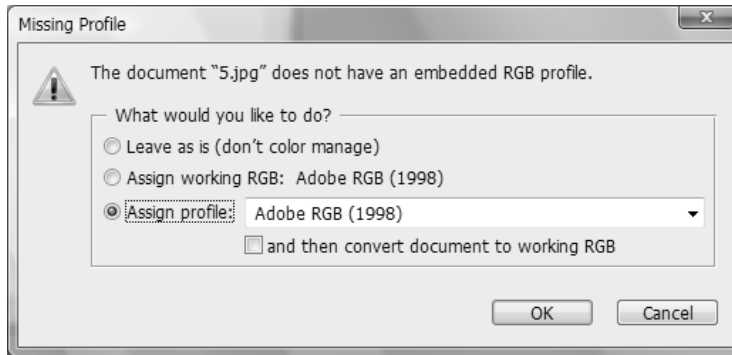 Missing Profile
x
The document “5.jpg” does not have an embedded RGB profile.
What would you like to do?
Leave as is (don’t color manage)
Assign working RGB: Adobe RGB (1998)
Assign profile: Adobe RGB (1998)
and then convert document to working RGB
OK Cancel